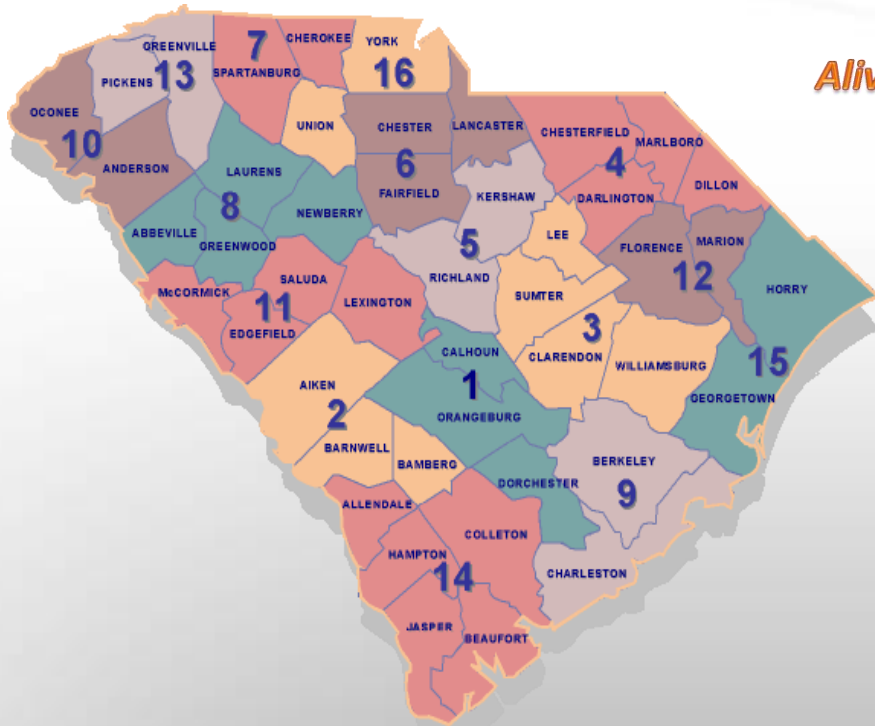 GREENVILLE
7
CHEROKEE
YORK
Aliv
PICKENS
13
SPARTANBURG
16
OCONEE
UNION
CHESTER
LANCASTER
CHESTERFIELD
MARLBORO
10
ANDERSON
LAURENS
6
FAIRFIELD
KERSHAW
4
DARLINGTON
DILLON
8
NEWBERRY
ABBEVILLE
GREENWOOD
5
LEE
FLORENCE
MARION
McCORMICK
SALUDA
RICHLAND
12
HORRY
11
LEXINGTON
SUMTER
EDGEFIELD
3
CALHOUN
CLARENDON
WILLIAMSBURG
15
AIKEN
1
GEORGETOWN
2
ORANGEBURG
BARNWELL
BAMBERG
BERKELEY
DORCHESTER
9
ALLENDALE
COLLETON
HAMPTON
14
CHARLESTON
JASPER
BEAUFORT